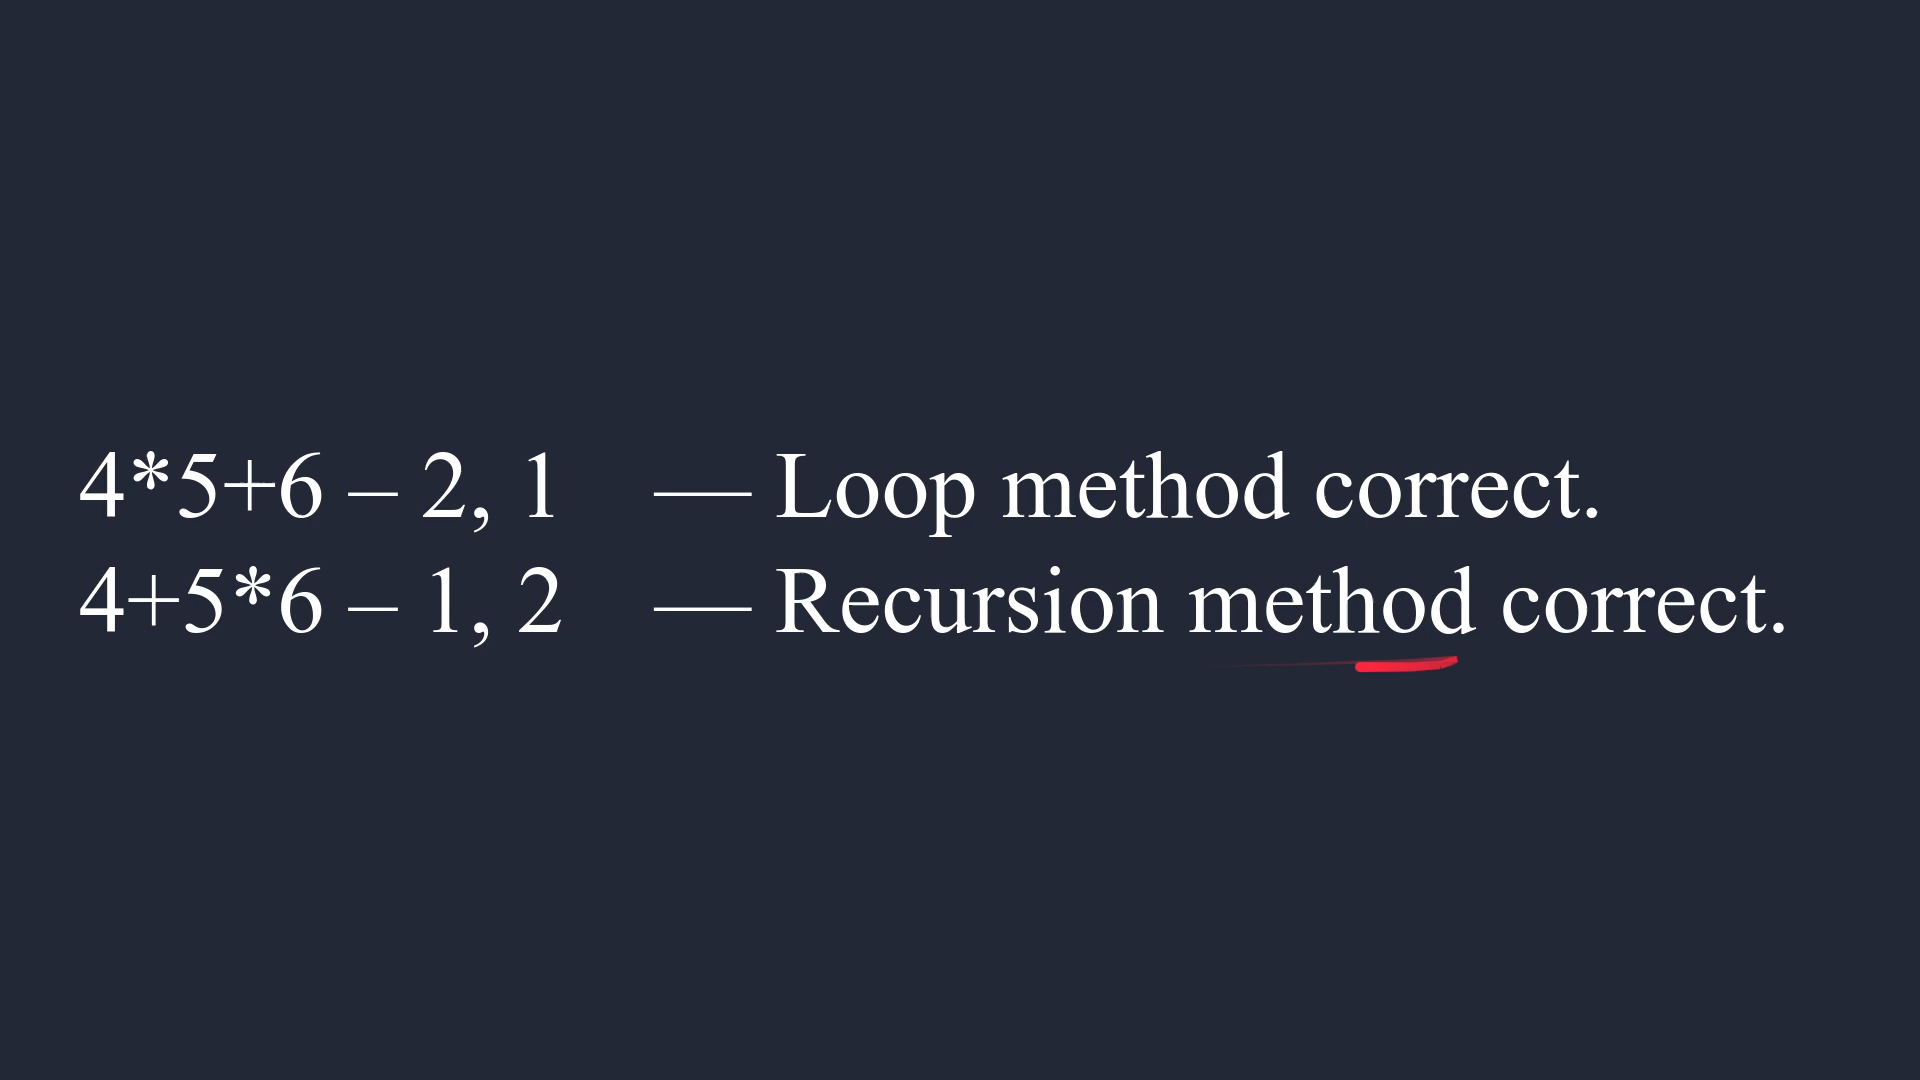 4*5+6 – 2, 1 — Loop method correct.
4+5*6 – 1, 2 — Recursion method correct.